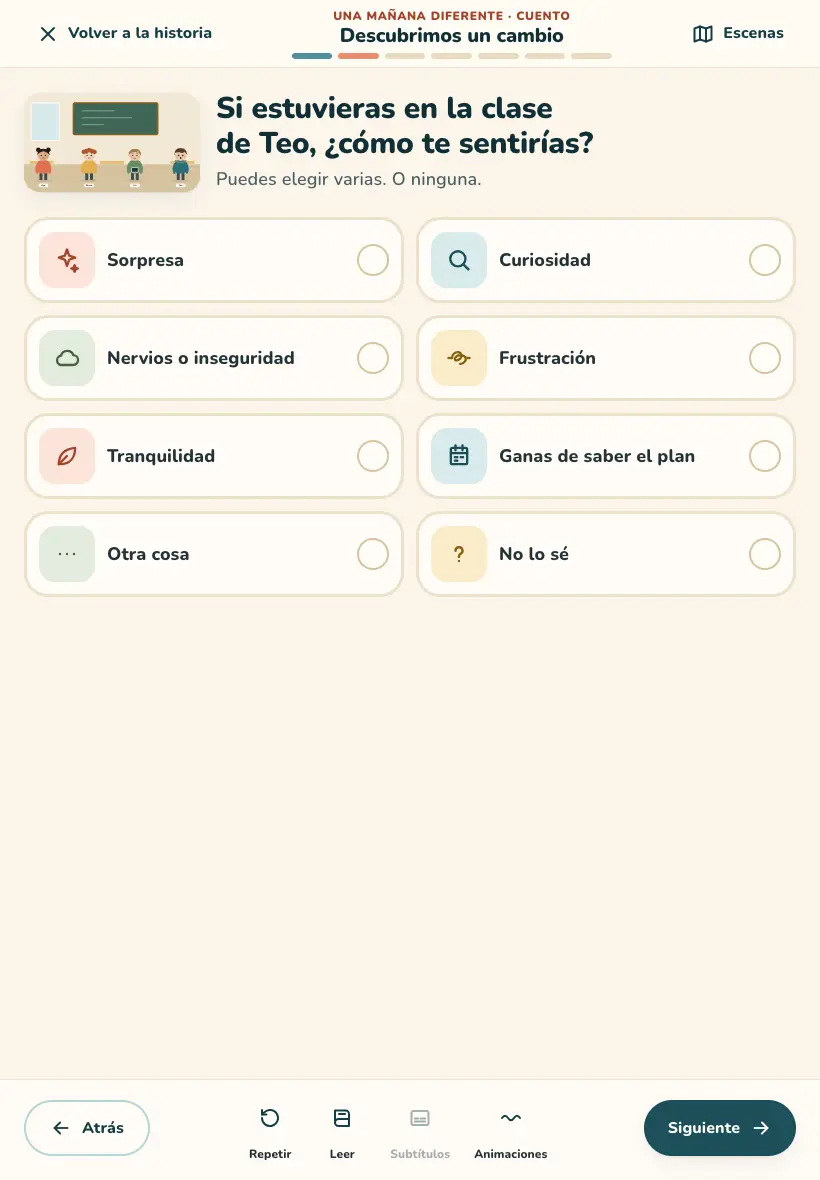 Volver a la historia
UNA MAÑANA DIFERENTE · CUENTO
Descubrimos un cambio
Escenas
Si estuvieras en la clase
de Teo, ¿cómo te sentirías?
Puedes elegir varias. O ninguna.
Sorpresa
Curiosidad
Nervios o inseguridad
Frustración
Tranquilidad
Ganas de saber el plan
Otra cosa
? No lo sé
Atrás
Repetir
Leer
Subtítulos
Animaciones
Siguiente